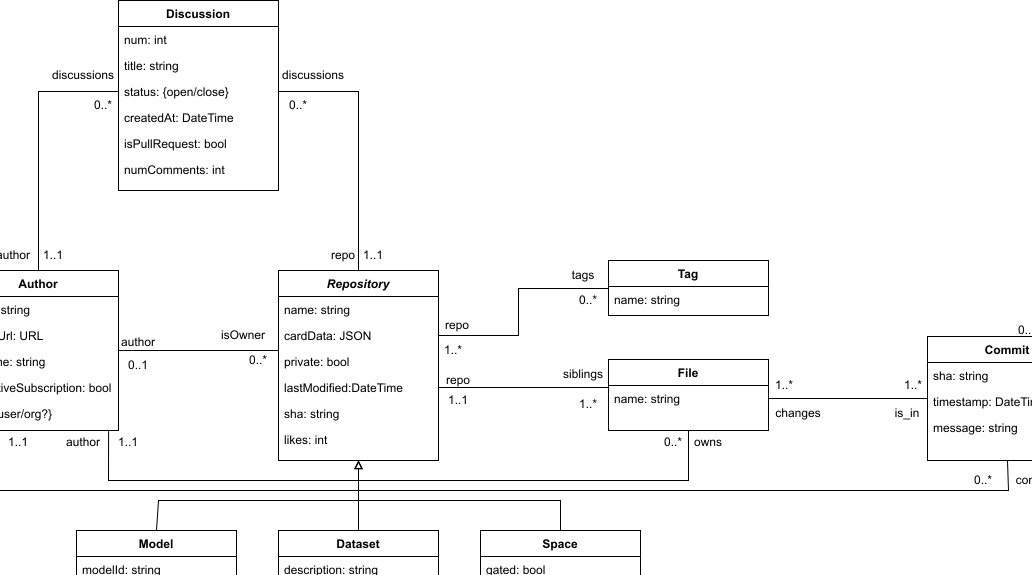 Discussion
num: int
title: string
status: {open/close}
createdAt: DateTime
isPullRequest: bool
numComments: int
discussions
0..*
discussions
0..*
author
1..1
repo
1..1
Author
string
Url: URL
string
bool
user/org?}
author
0..1
isOwner
0..*
Repository
name: string
cardData: JSON
private: bool
lastModified:DateTime
sha: string
likes: int
repo
1..*
tags
0..*
Tag
name: string
repo
1..1
siblings
1..*
File
name: string
1..*
changes
1..*
is_in
0..
Commit
sha: string
timestamp:
message: string
1..1
author
1..1
0..*
owns
0..*
Model
modelId: string
Dataset
description: string
Space
gated: bool